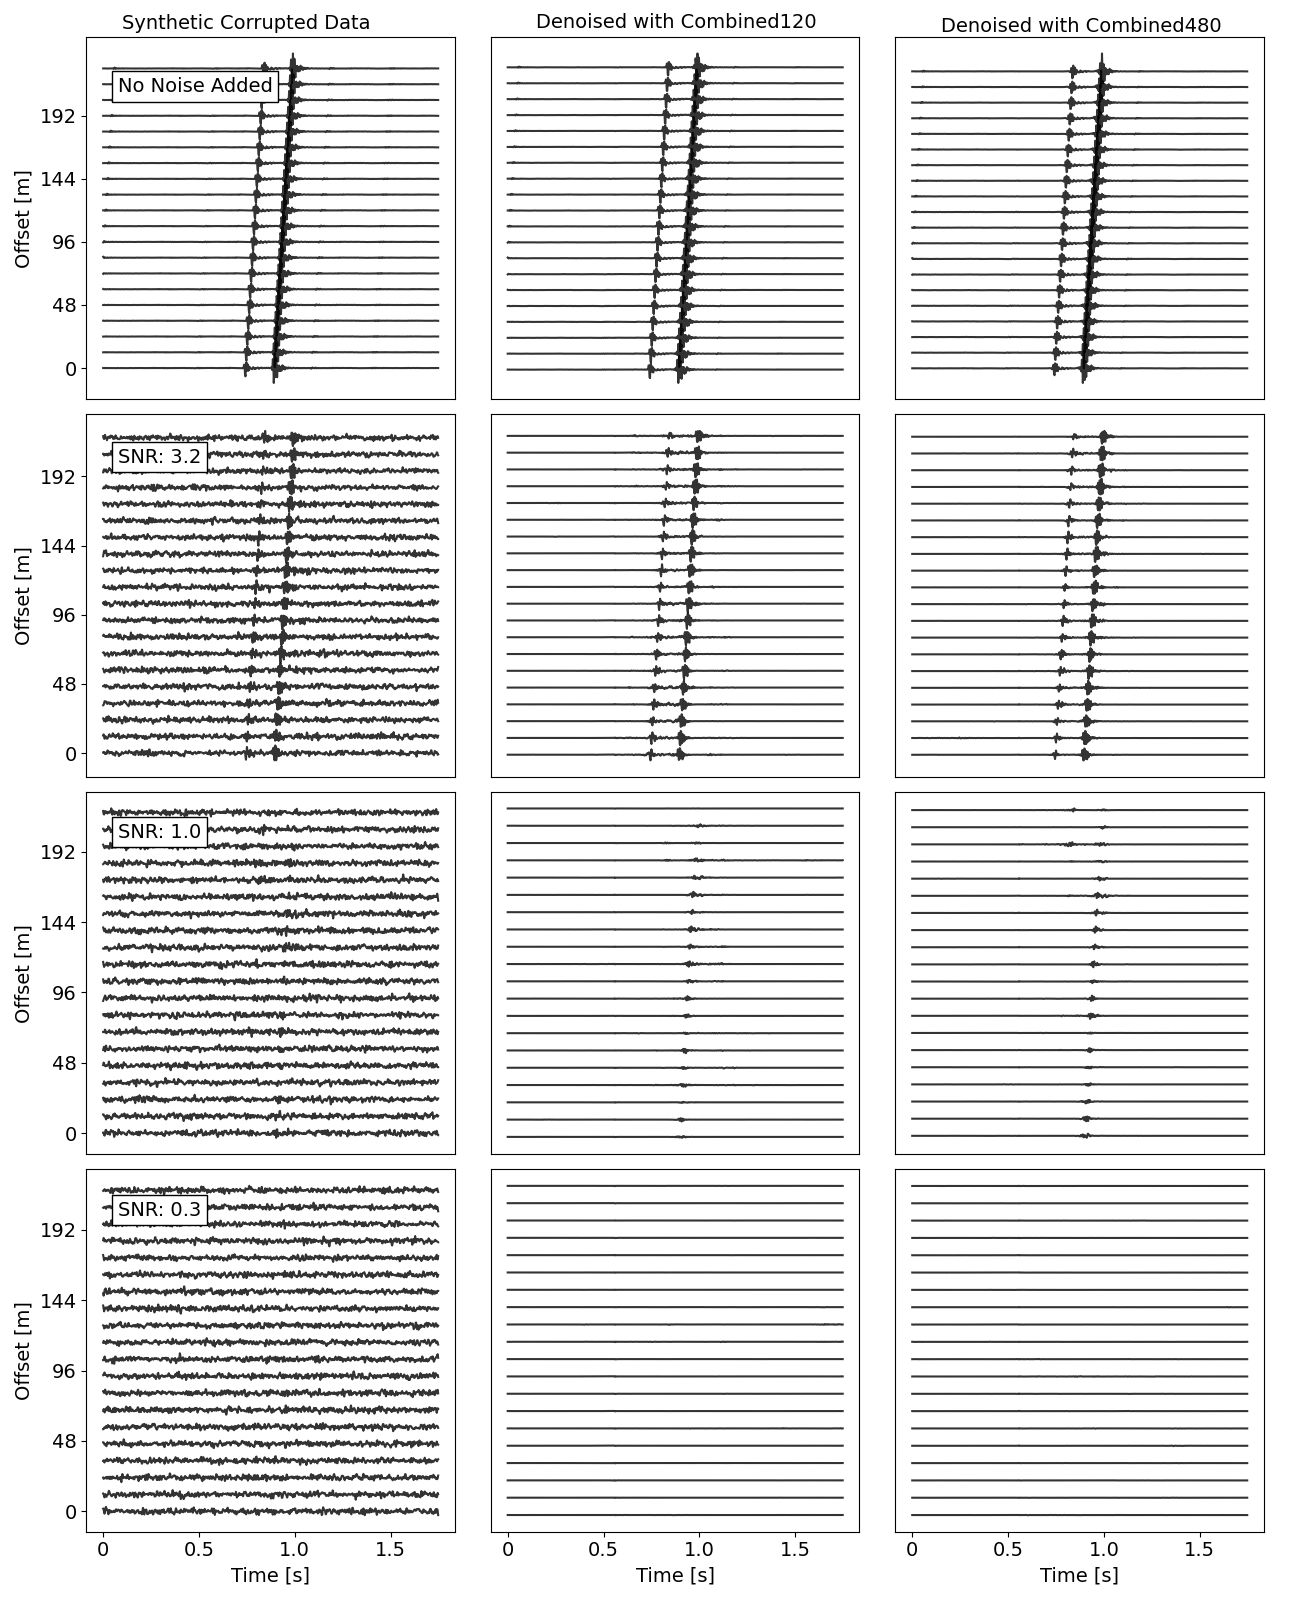 Synthetic Corrupted Data
Denoised with Combined120
Denoised with Combined480
No Noise Added
192
144
96
48
0
Offset [m]
SNR: 3.2
192
144
96
48
0
Offset [m]
SNR: 1.0
192
144
96
48
0
Offset [m]
SNR: 0.3
192
144
96
48
0
Offset [m]
0 0.5 1.0 1.5
0 0.5 1.0 1.5
0 0.5 1.0 1.5
Time [s]
Time [s]
Time [s]